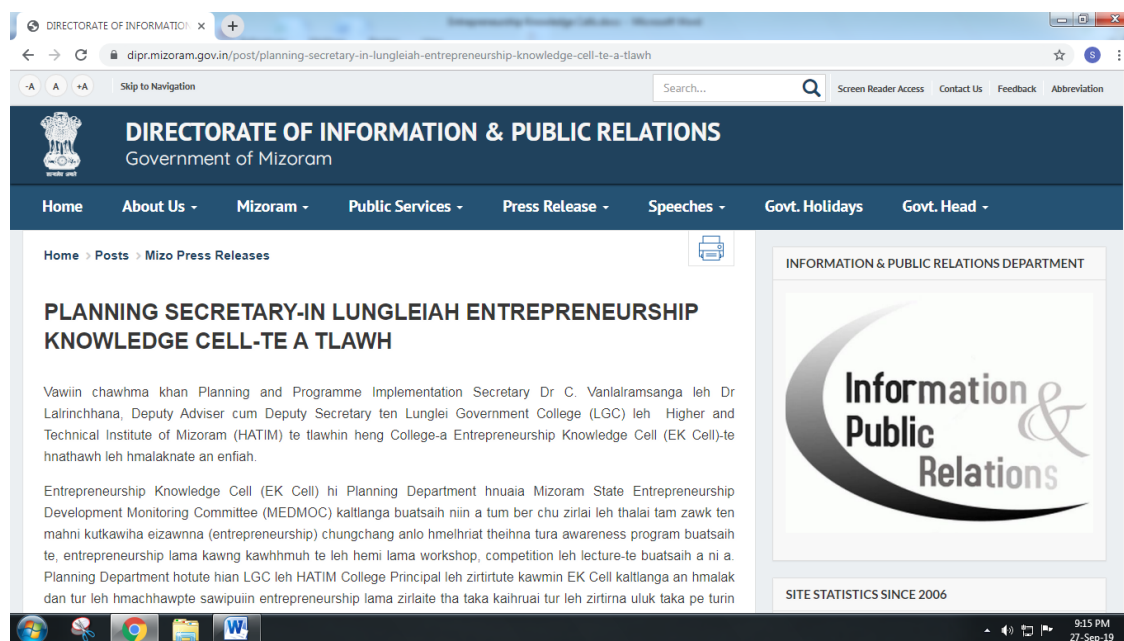 DIRECTORATE OF INFORMATION
dipr.mizoram.gov.in/post/planning-secretary-in-lungleiah-entrepreneurship-knowledge-cell-te-a-tlawh
S
-A A +A Skip to Navigation Search... Screen Reader Access Contact Us Feedback Abbreviation
DIRECTORATE OF INFORMATION & PUBLIC RELATIONS
Government of Mizoram
सत्यमेव जयते
Home About Us Mizoram Public Services Press Release Speeches Govt. Holidays Govt. Head
Home > Posts > Mizo Press Releases
PLANNING SECRETARY-IN LUNGLEIAH ENTREPRENEURSHIP
KNOWLEDGE CELL-TE A TLAWH
Vawiin chawhma khan Planning and Programme Implementation Secretary Dr C. Vanlalramsanga leh Dr
Lalrinchhana, Deputy Adviser cum Deputy Secretary ten Lunglei Government College (LGC) leh Higher and
Technical Institute of Mizoram (HATIM) te tlawhin heng College-a Entrepreneurship Knowledge Cell (EK Cell)-te
hnathawh leh hmalaknate an enfiah.
Entrepreneurship Knowledge Cell (EK Cell) hi Planning Department hnuaia Mizoram State Entrepreneurship
Development Monitoring Committee (MEDMOC) kaltlanga buatsaih niin a tum ber chu zirlai leh thalai tam zawk ten
mahni kutkawiha eizawnna (entrepreneurship) chungchang anlo hmelhriat theihna tura awareness program buatsaih
te, entrepreneurship lama kawng kawhhmuh te leh hemi lama workshop, competition leh lecture-te buatsaih a ni a.
Planning Department hotute hian LGC leh HATIM College Principal leh zirtirtute kawmin EK Cell kaltlanga an hmalak
dan tur leh hmachhawpte sawipuiin entrepreneurship lama zirlaite tha taka kaihruai tur leh zirtirna uluk taka pe turin
INFORMATION & PUBLIC RELATIONS DEPARTMENT
Information &
Public
Relations
SITE STATISTICS SINCE 2006
9:15 PM
27-Sep-19